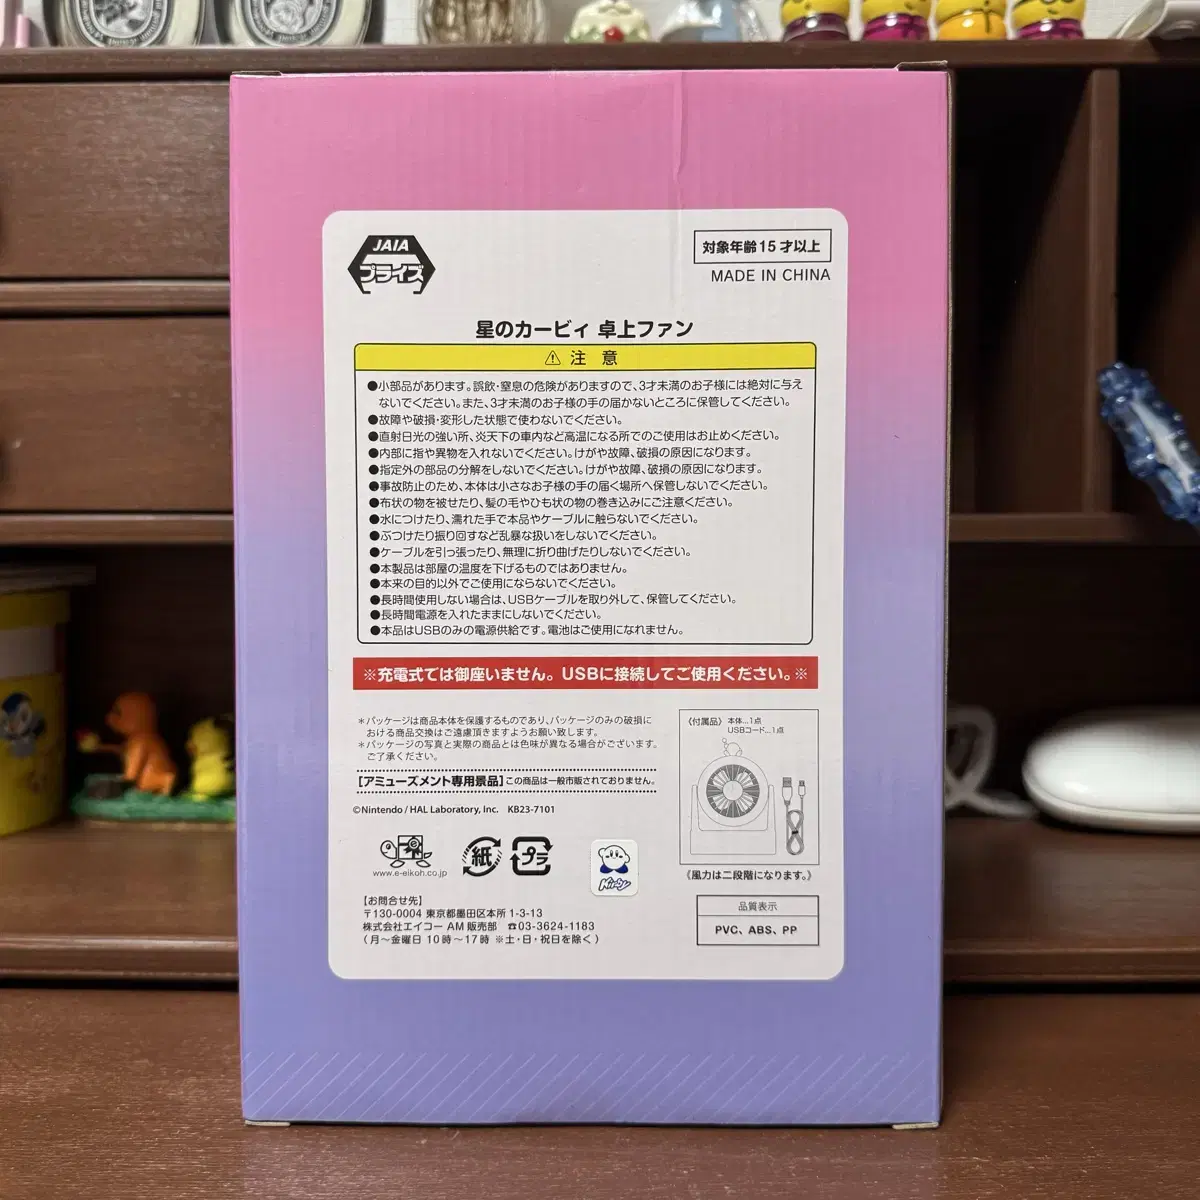 JAIA
プライズ
対象年齢15才以上
MADE IN CHINA
星のカービィ 卓上ファン
⚠ 注 意
●小部品があります。誤飲・窒息の危険がありますので、3才未満のお子様には絶対に与え
ないでください。また、3才未満のお子様の手の届かないところに保管してください。
●故障や破損・変形した状態で使わないでください。
●直射日光の強い所、炎天下の車内など高温になる所でのご使用はお止めください。
●内部に指や異物を入れないでください。けがや故障、破損の原因になります。
●指定外の部品の分解をしないでください。けがや故障、破損の原因になります。
●事故防止のため、本体は小さなお子様の手の届く場所へ保管しないでください。
●布状の物を被せたり、髪の毛やひも状の物の巻き込みにご注意ください。
●水につけたり、濡れた手で本品やケーブルに触らないでください。
●ぶつけたり振り回すなど乱暴な扱いをしないでください。
●ケーブルを引っ張ったり、無理に折り曲げたりしないでください。
●本製品は部屋の温度を下げるものではありません。
●本来の目的以外でご使用にならないでください。
●長時間使用しない場合は、USBケーブルを取り外して、保管してください。
●長時間電源を入れたままにしないでください。
●本品はUSBのみの電源供給です。電池はご使用になれません。
※充電式では御座いません。USBに接続してご使用ください。※
＊パッケージは商品本体を保護するものであり、パッケージのみの破損に
おける商品交換はご遠慮頂きますようお願い致します。
＊パッケージの写真と実際の商品とは色味が異なる場合がございます。
ご了承ください。
[アミューズメント専用景品]この商品は一般市販されておりません。
©Nintendo / HAL Laboratory, Inc. KB23-7101
〈付属品〉 本体…1点
USBコード…1点
《風力は二段階になります。》
www.e-eikoh.co.jp
紙
プラ
Kirby
品質表示
PVC、ABS、PP
【お問合せ先】
〒130-0004 東京都墨田区本所 1-3-13
株式会社エイコー AM 販売部 ☎03-3624-1183
(月～金曜日 10時～17時 ※土・日・祝日を除く)